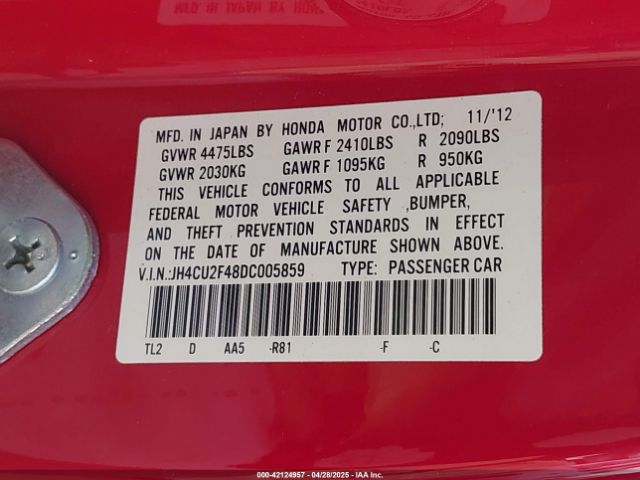 MFD. IN JAPAN BY HONDA MOTOR CO.,LTD; 11/'12
GVWR 4475LBS GAWR F 2410LBS R 2090LBS
GVWR 2030KG GAWR F 1095KG R 950KG
THIS VEHICLE CONFORMS TO ALL APPLICABLE
FEDERAL MOTOR VEHICLE SAFETY ,BUMPER,
AND THEFT PREVENTION STANDARDS IN EFFECT
ON THE DATE OF MANUFACTURE SHOWN ABOVE.
V.I.N.:JH4CU2F48DC005859 TYPE: PASSENGER CAR
TL2 D AA5 -R81 -F -C
000-42124957 - 04/28/2025 - IAA Inc.